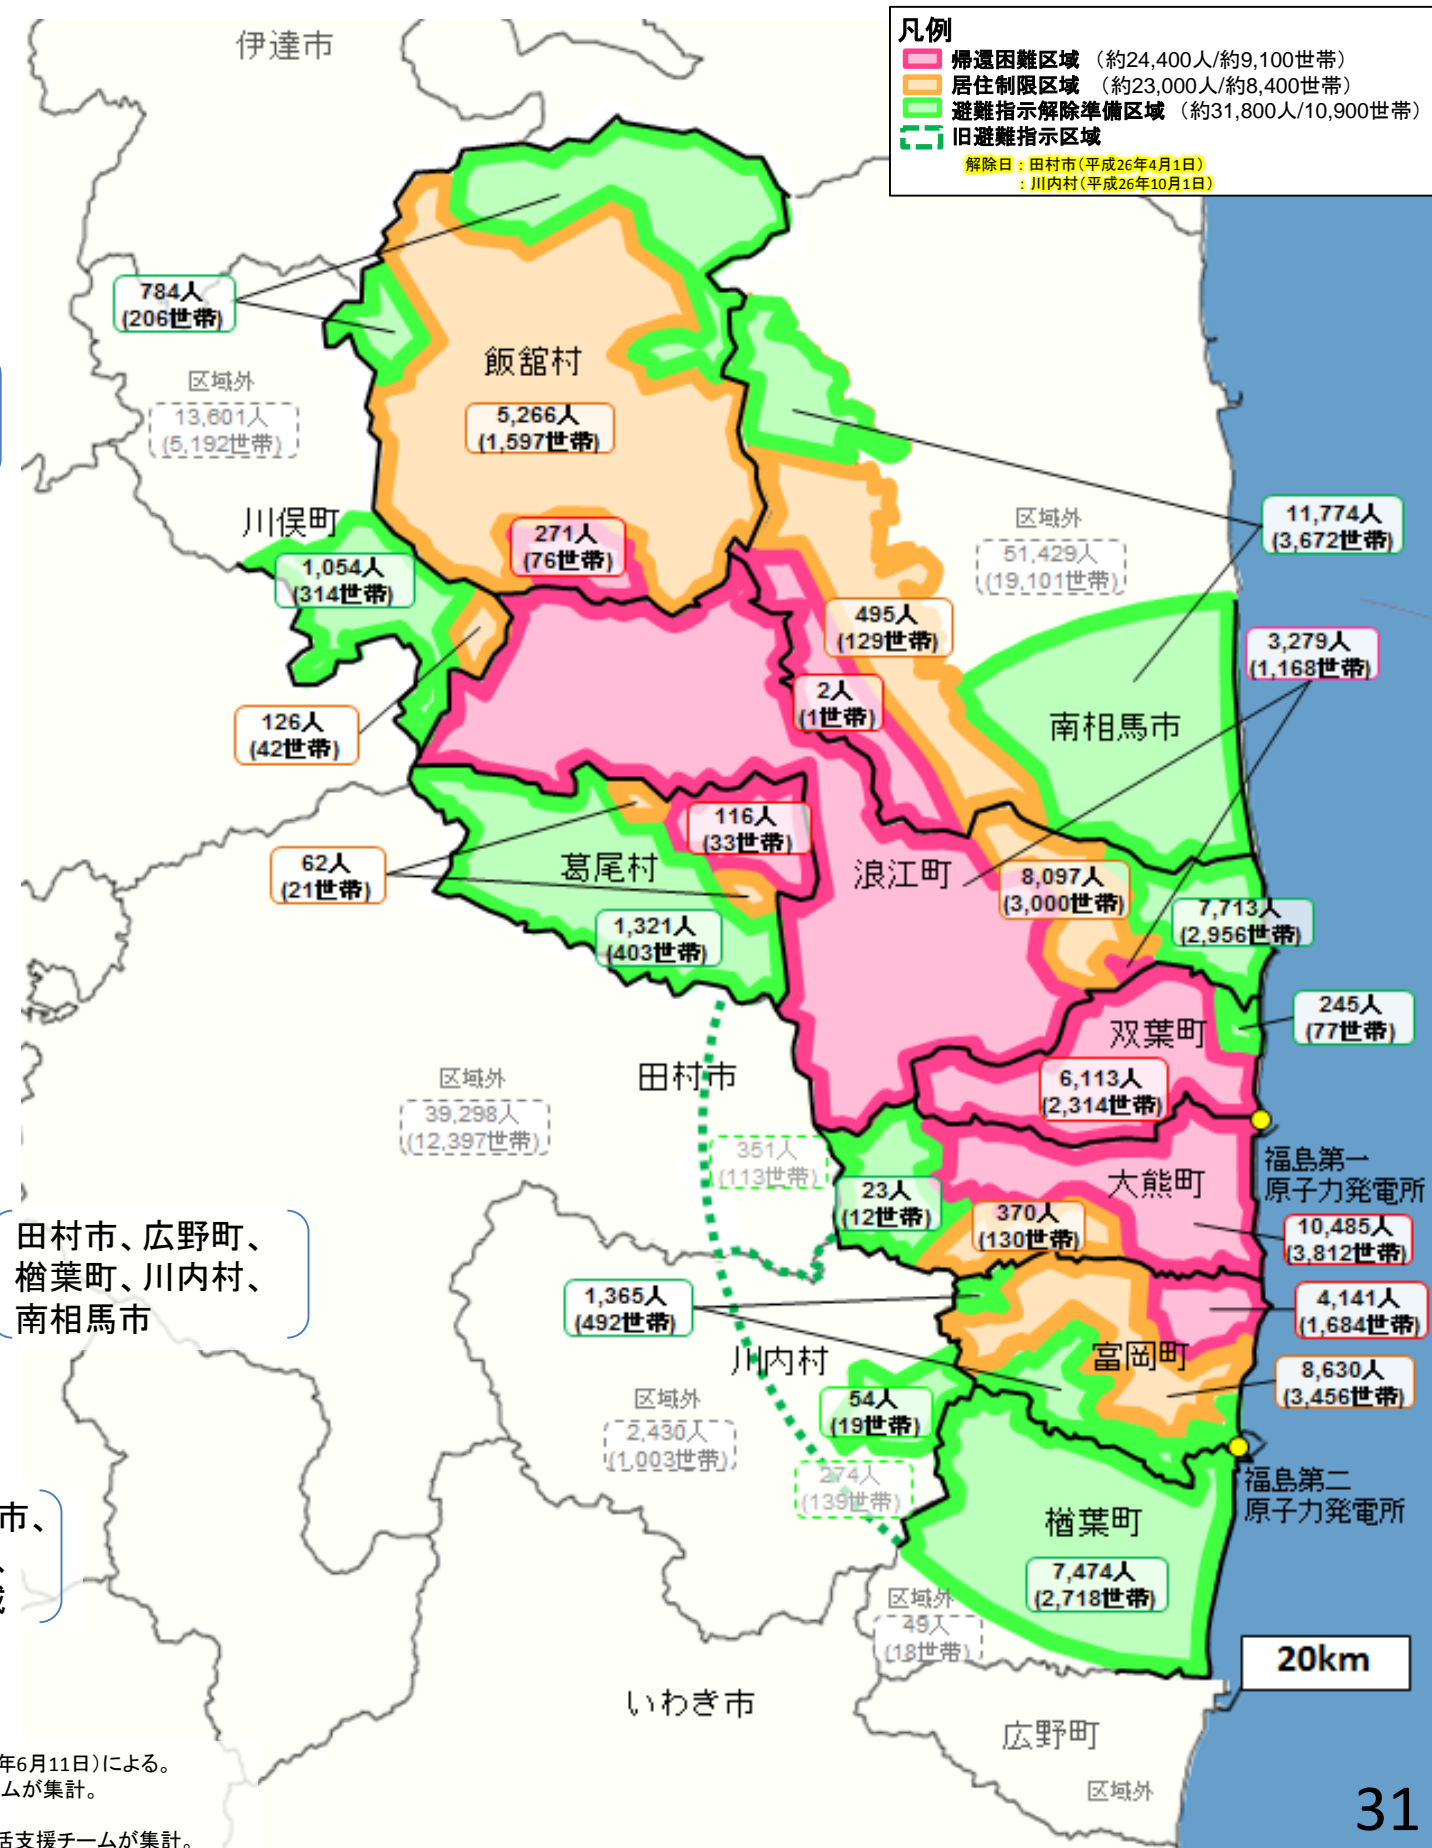 凡例
帰還困難区域 （約24,400人/約9,100世帯）
居住制限区域 （約23,000人/約8,400世帯）
避難指示解除準備区域 （約31,800人/10,900世帯）
旧避難指示区域
解除日：田村市（平成26年4月1日）
：川内村（平成26年10月1日）
伊達市
784人
(206世帯)
飯舘村
区域外
13,601人
(5,192世帯)
5,266人
(1,597世帯)
川俣町
271人
(76世帯)
区域外
51,429人
(19,101世帯)
11,774人
(3,672世帯)
1,054人
(314世帯)
495人
(129世帯)
3,279人
(1,168世帯)
2人
(1世帯)
126人
(42世帯)
南相馬市
116人
(33世帯)
62人
(21世帯)
葛尾村
浪江町
8,097人
(3,000世帯)
1,321人
(403世帯)
7,713人
(2,956世帯)
245人
(77世帯)
双葉町
田村市
区域外
39,298人
(12,397世帯)
6,113人
(2,314世帯)
351人
(113世帯)
福島第一
原子力発電所
大熊町
23人
(12世帯)
370人
(130世帯)
10,485人
(3,812世帯)
田村市、広野町、
楢葉町、川内村、
南相馬市
1,365人
(492世帯)
4,141人
(1,684世帯)
川内村
富岡町
8,630人
(3,456世帯)
区域外
2,430人
(1,003世帯)
54人
(19世帯)
274人
(139世帯)
福島第二
原子力発電所
市、
、
楢葉町
7,474人
(2,718世帯)
区域外
49人
(18世帯)
20km
いわき市
広野町
区域外
年6月11日）による。
ムが集計。
活支援チームが集計。
31